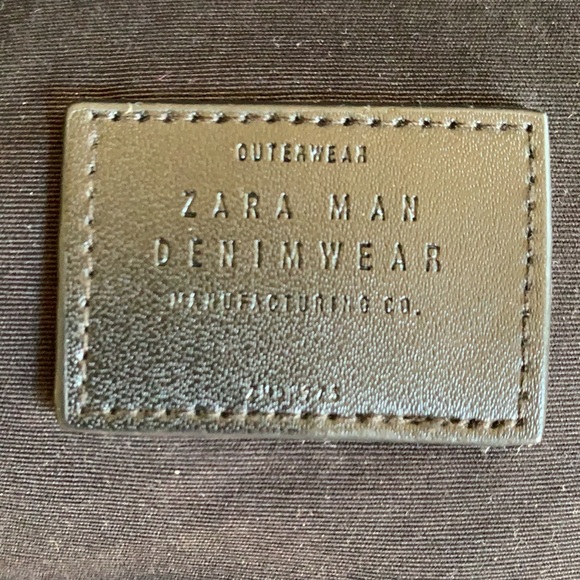 OUTERWEAR
ZARA MAN
DENIMWEAR
MANUFACTURING CO.